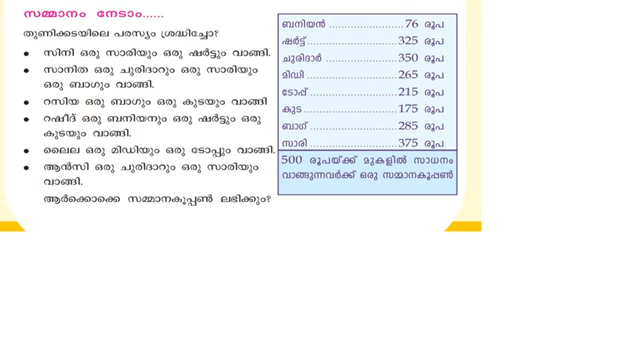 സമ്മാനം നേടാം......
തുണിക്കടയിലെ പരസ്യം ശ്രദ്ധിച്ചോ?
• സിനി ഒരു സാരിയും ഒരു ഷർട്ടും വാങ്ങി.
• സാനിത ഒരു ചുരിദാറും ഒരു സാരിയും
ഒരു ബാഗും വാങ്ങി.
• റസിയ ഒരു ബാഗും ഒരു കുടയും വാങ്ങി
• റഷീദ് ഒരു ബനിയനും ഒരു ഷർട്ടും ഒരു
കുടയും വാങ്ങി.
• ലൈല ഒരു മിഡിയും ഒരു ടോപ്പും വാങ്ങി.
• ആൻസി ഒരു ചുരിദാറും ഒരു സാരിയും
വാങ്ങി.
ആർക്കൊക്കെ സമ്മാനകൂപ്പൺ ലഭിക്കും?
ബനിയൻ ........................ 76 രൂപ
ഷർട്ട് ............................ 325 രൂപ
ചുരിദാർ ........................ 350 രൂപ
മിഡി ............................. 265 രൂപ
ടോപ്പ് ............................ 215 രൂപ
കുട ............................... 175 രൂപ
ബാഗ് ............................ 285 രൂപ
സാരി ............................ 375 രൂപ
500 രൂപയ്ക്ക് മുകളിൽ സാധനം
വാങ്ങുന്നവർക്ക് ഒരു സമ്മാനകൂപ്പൺ